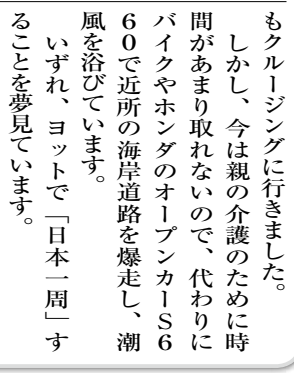 もクルージングに行きました。
しかし、今は親の介護のために時
間があまり取れないので、代わりに
バイクやホンダのオープンカーＳ６
６０で近所の海岸道路を爆走し、潮
風を浴びています。
いずれ、ヨットで「日本一周」す
ることを夢見ています。